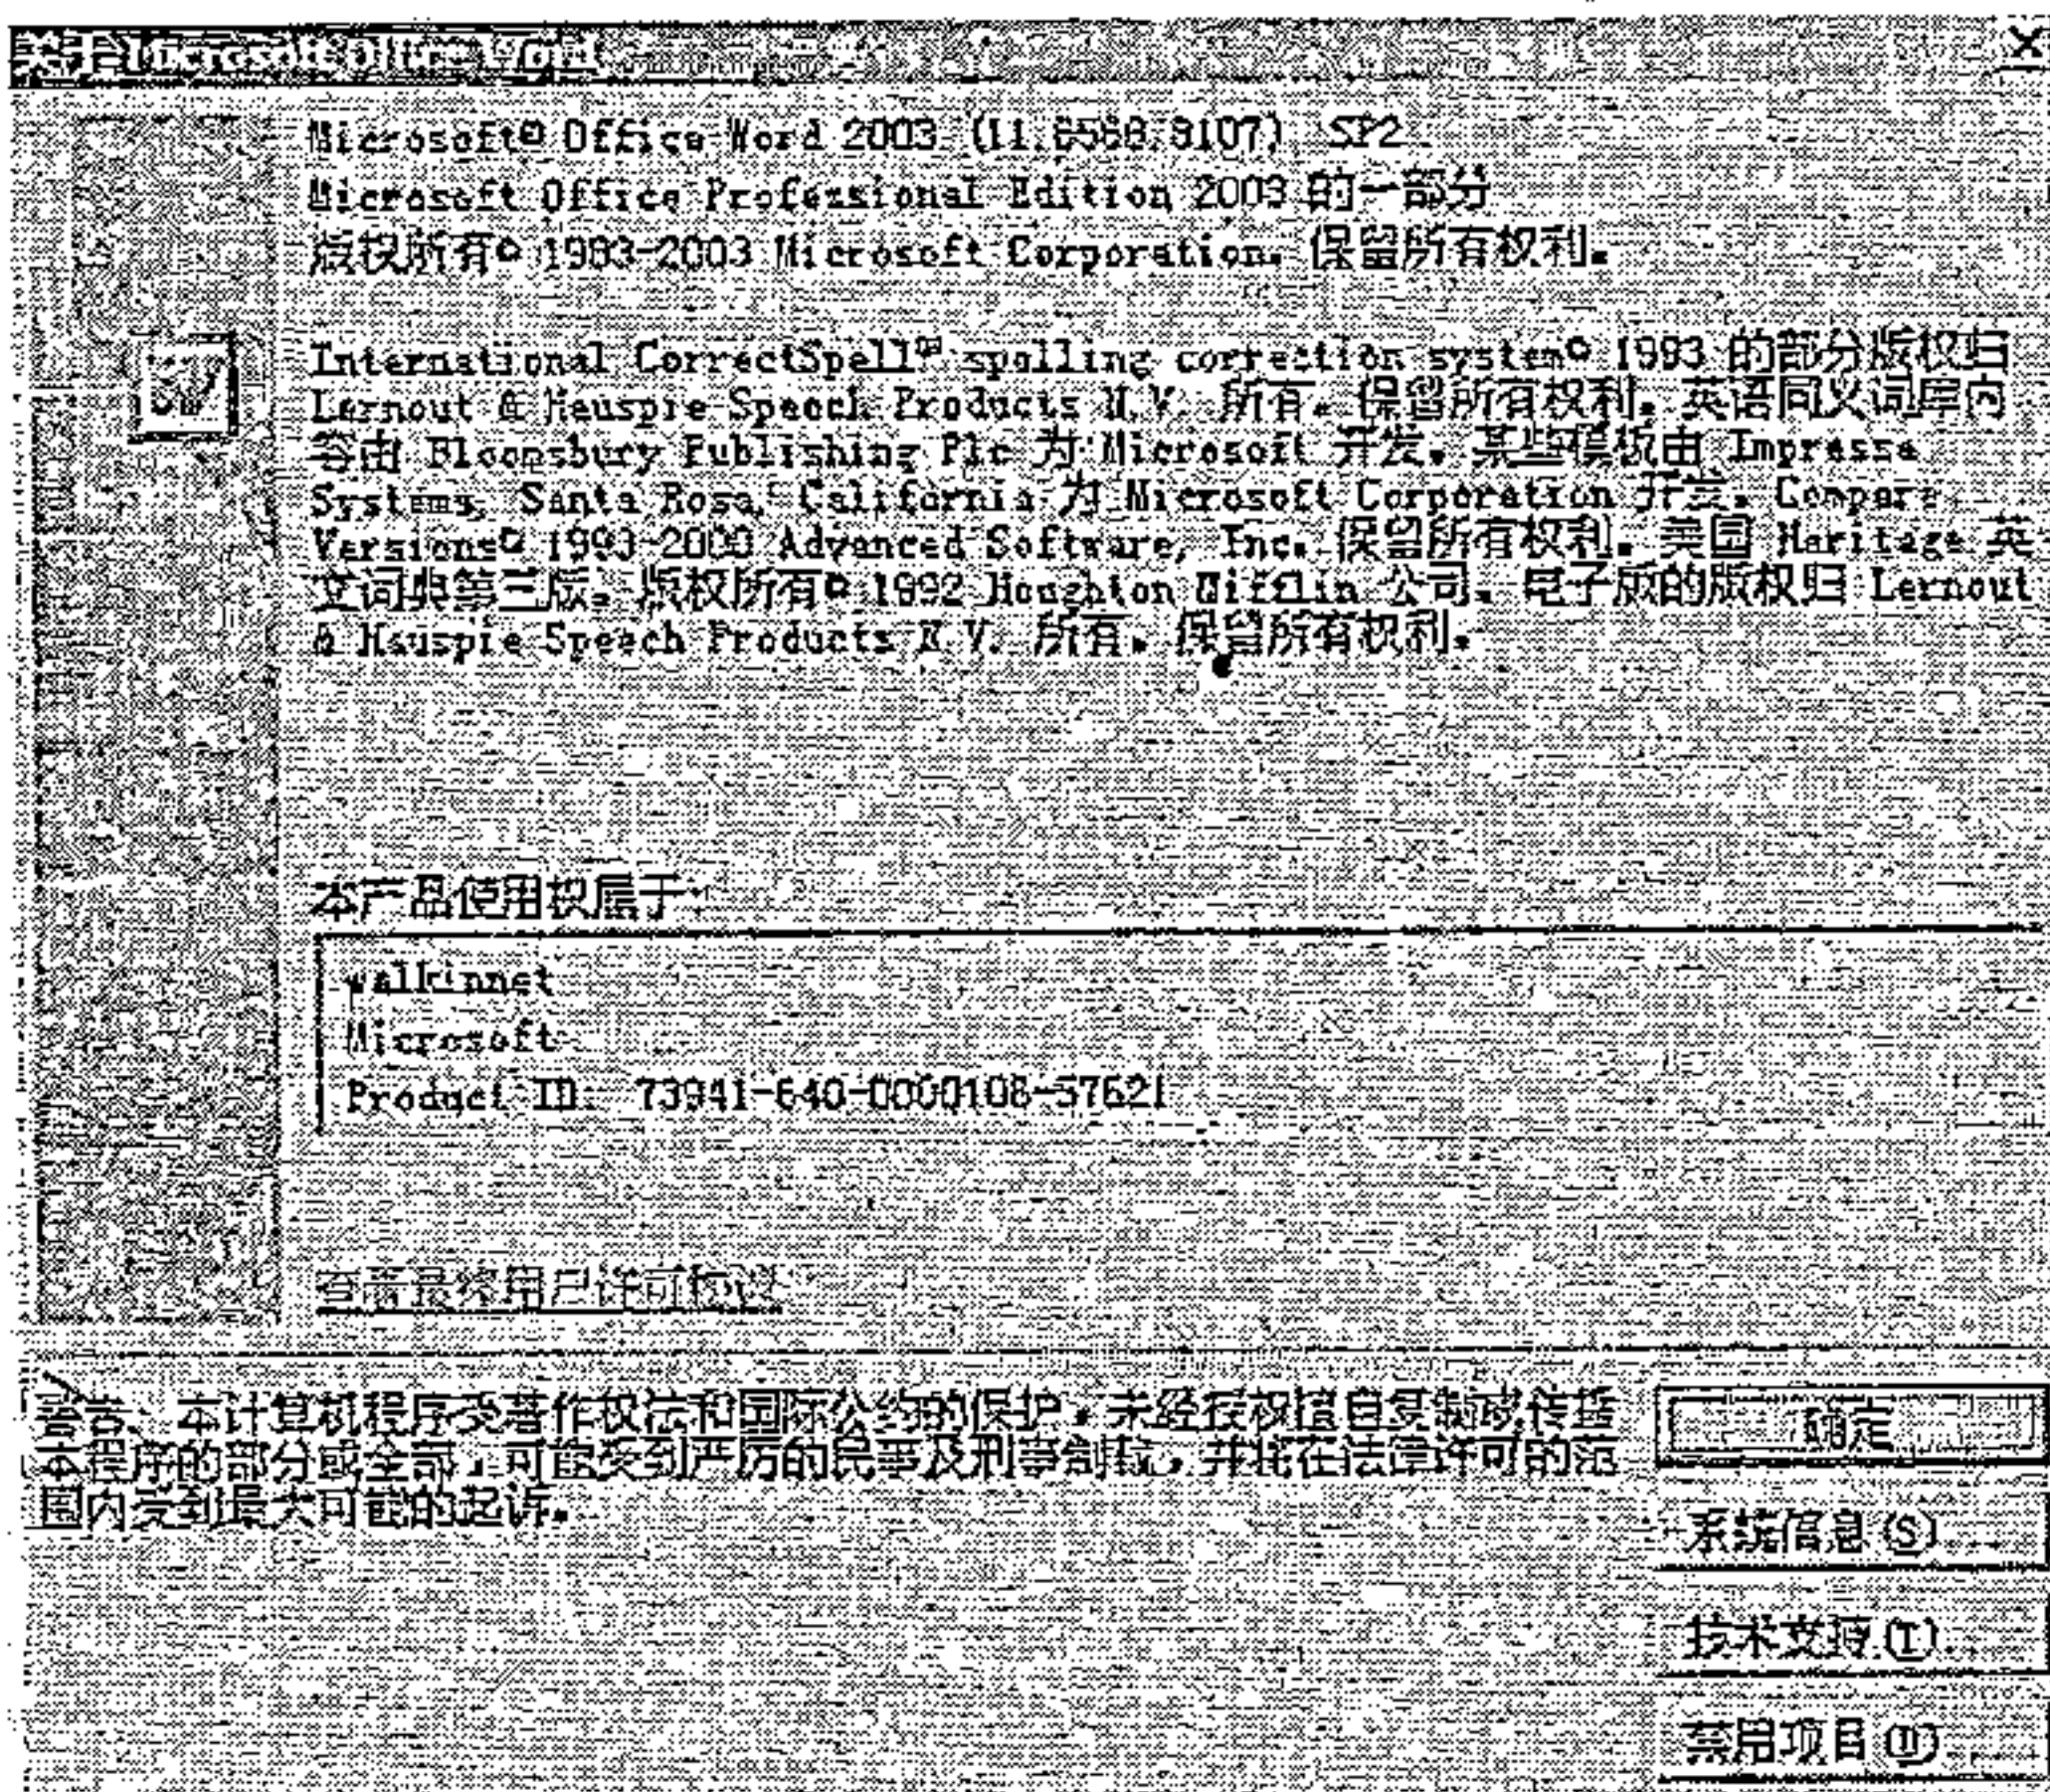 关于 Microsoft Office Word
Microsoft® Office Word 2003 (11.6568.8107) SP2
Microsoft Office Professional Edition 2003 的一部分
版权所有© 1983-2003 Microsoft Corporation。保留所有权利。
International CorrectSpell™ spelling correction system© 1993 的部分版权归
Lernout & Hauspie Speech Products N.V. 所有。保留所有权利。英语同义词库内
容由 Bloomsbury Publishing Plc 为 Microsoft 开发。某些模板由 Impressa
Systems, Santa Rosa, California 为 Microsoft Corporation 开发。Compare
Versions© 1993-2000 Advanced Software, Inc。保留所有权利。美国 Heritage 英
文词典第三版。版权所有© 1992 Houghton Mifflin 公司。电子版的版权归 Lernout
& Hauspie Speech Products N.V. 所有。保留所有权利。
本产品使用权属于:
walkinnet
Microsoft
Product ID: 73941-640-0000106-57621
查看最终用户许可协议
警告: 本计算机程序受著作权法和国际公约的保护，未经授权擅自复制或传播
本程序的部分或全部，可能受到严厉的民事及刑事制裁，并将在法律许可的范
围内受到最大可能的起诉。
确定
系统信息(S)
技术支持(T)
禁用项目(D)